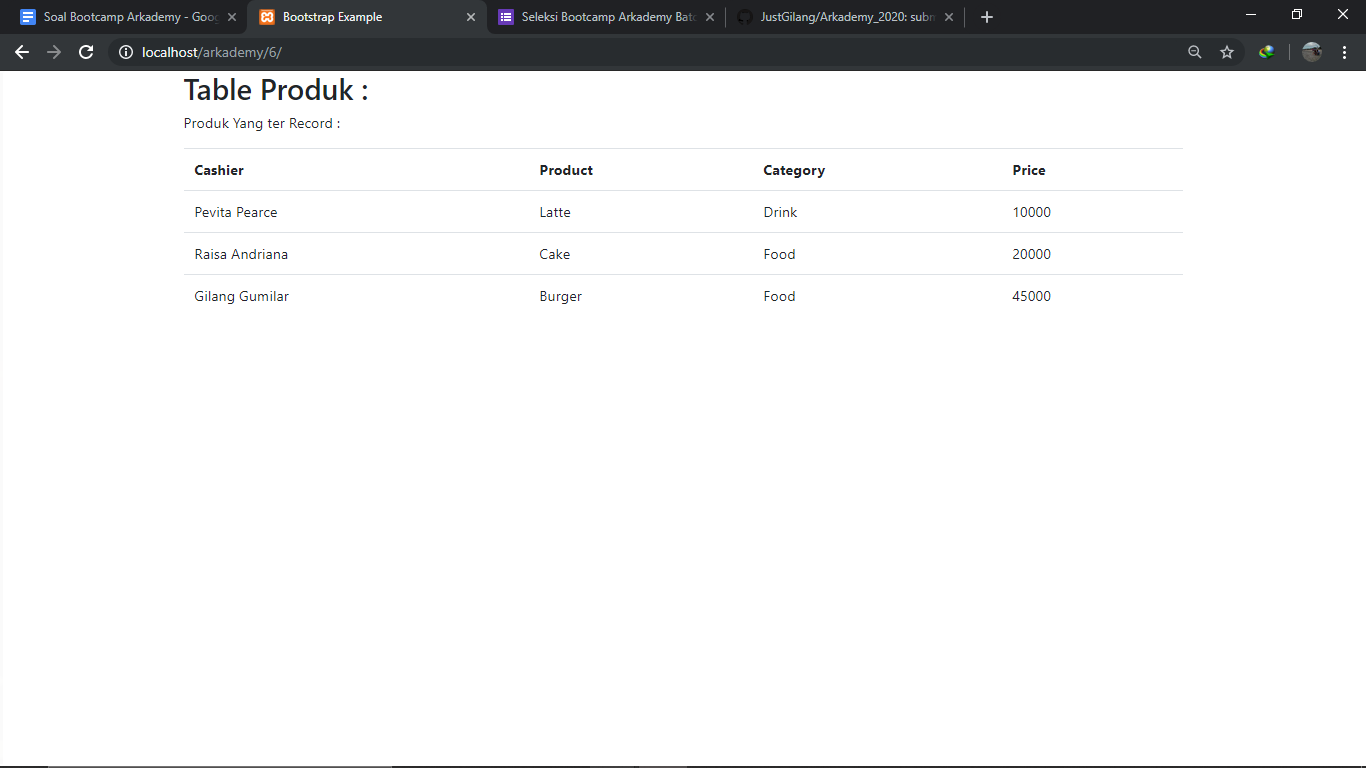 Soal Bootcamp Arkademy - Goo
Bootstrap Example
Seleksi Bootcamp Arkademy Batc
JustGilang/Arkademy_2020: subm
localhost/arkademy/6/
Table Produk :
Produk Yang ter Record :
Cashier Product Category Price
Pevita Pearce Latte Drink 10000
Raisa Andriana Cake Food 20000
Gilang Gumilar Burger Food 45000